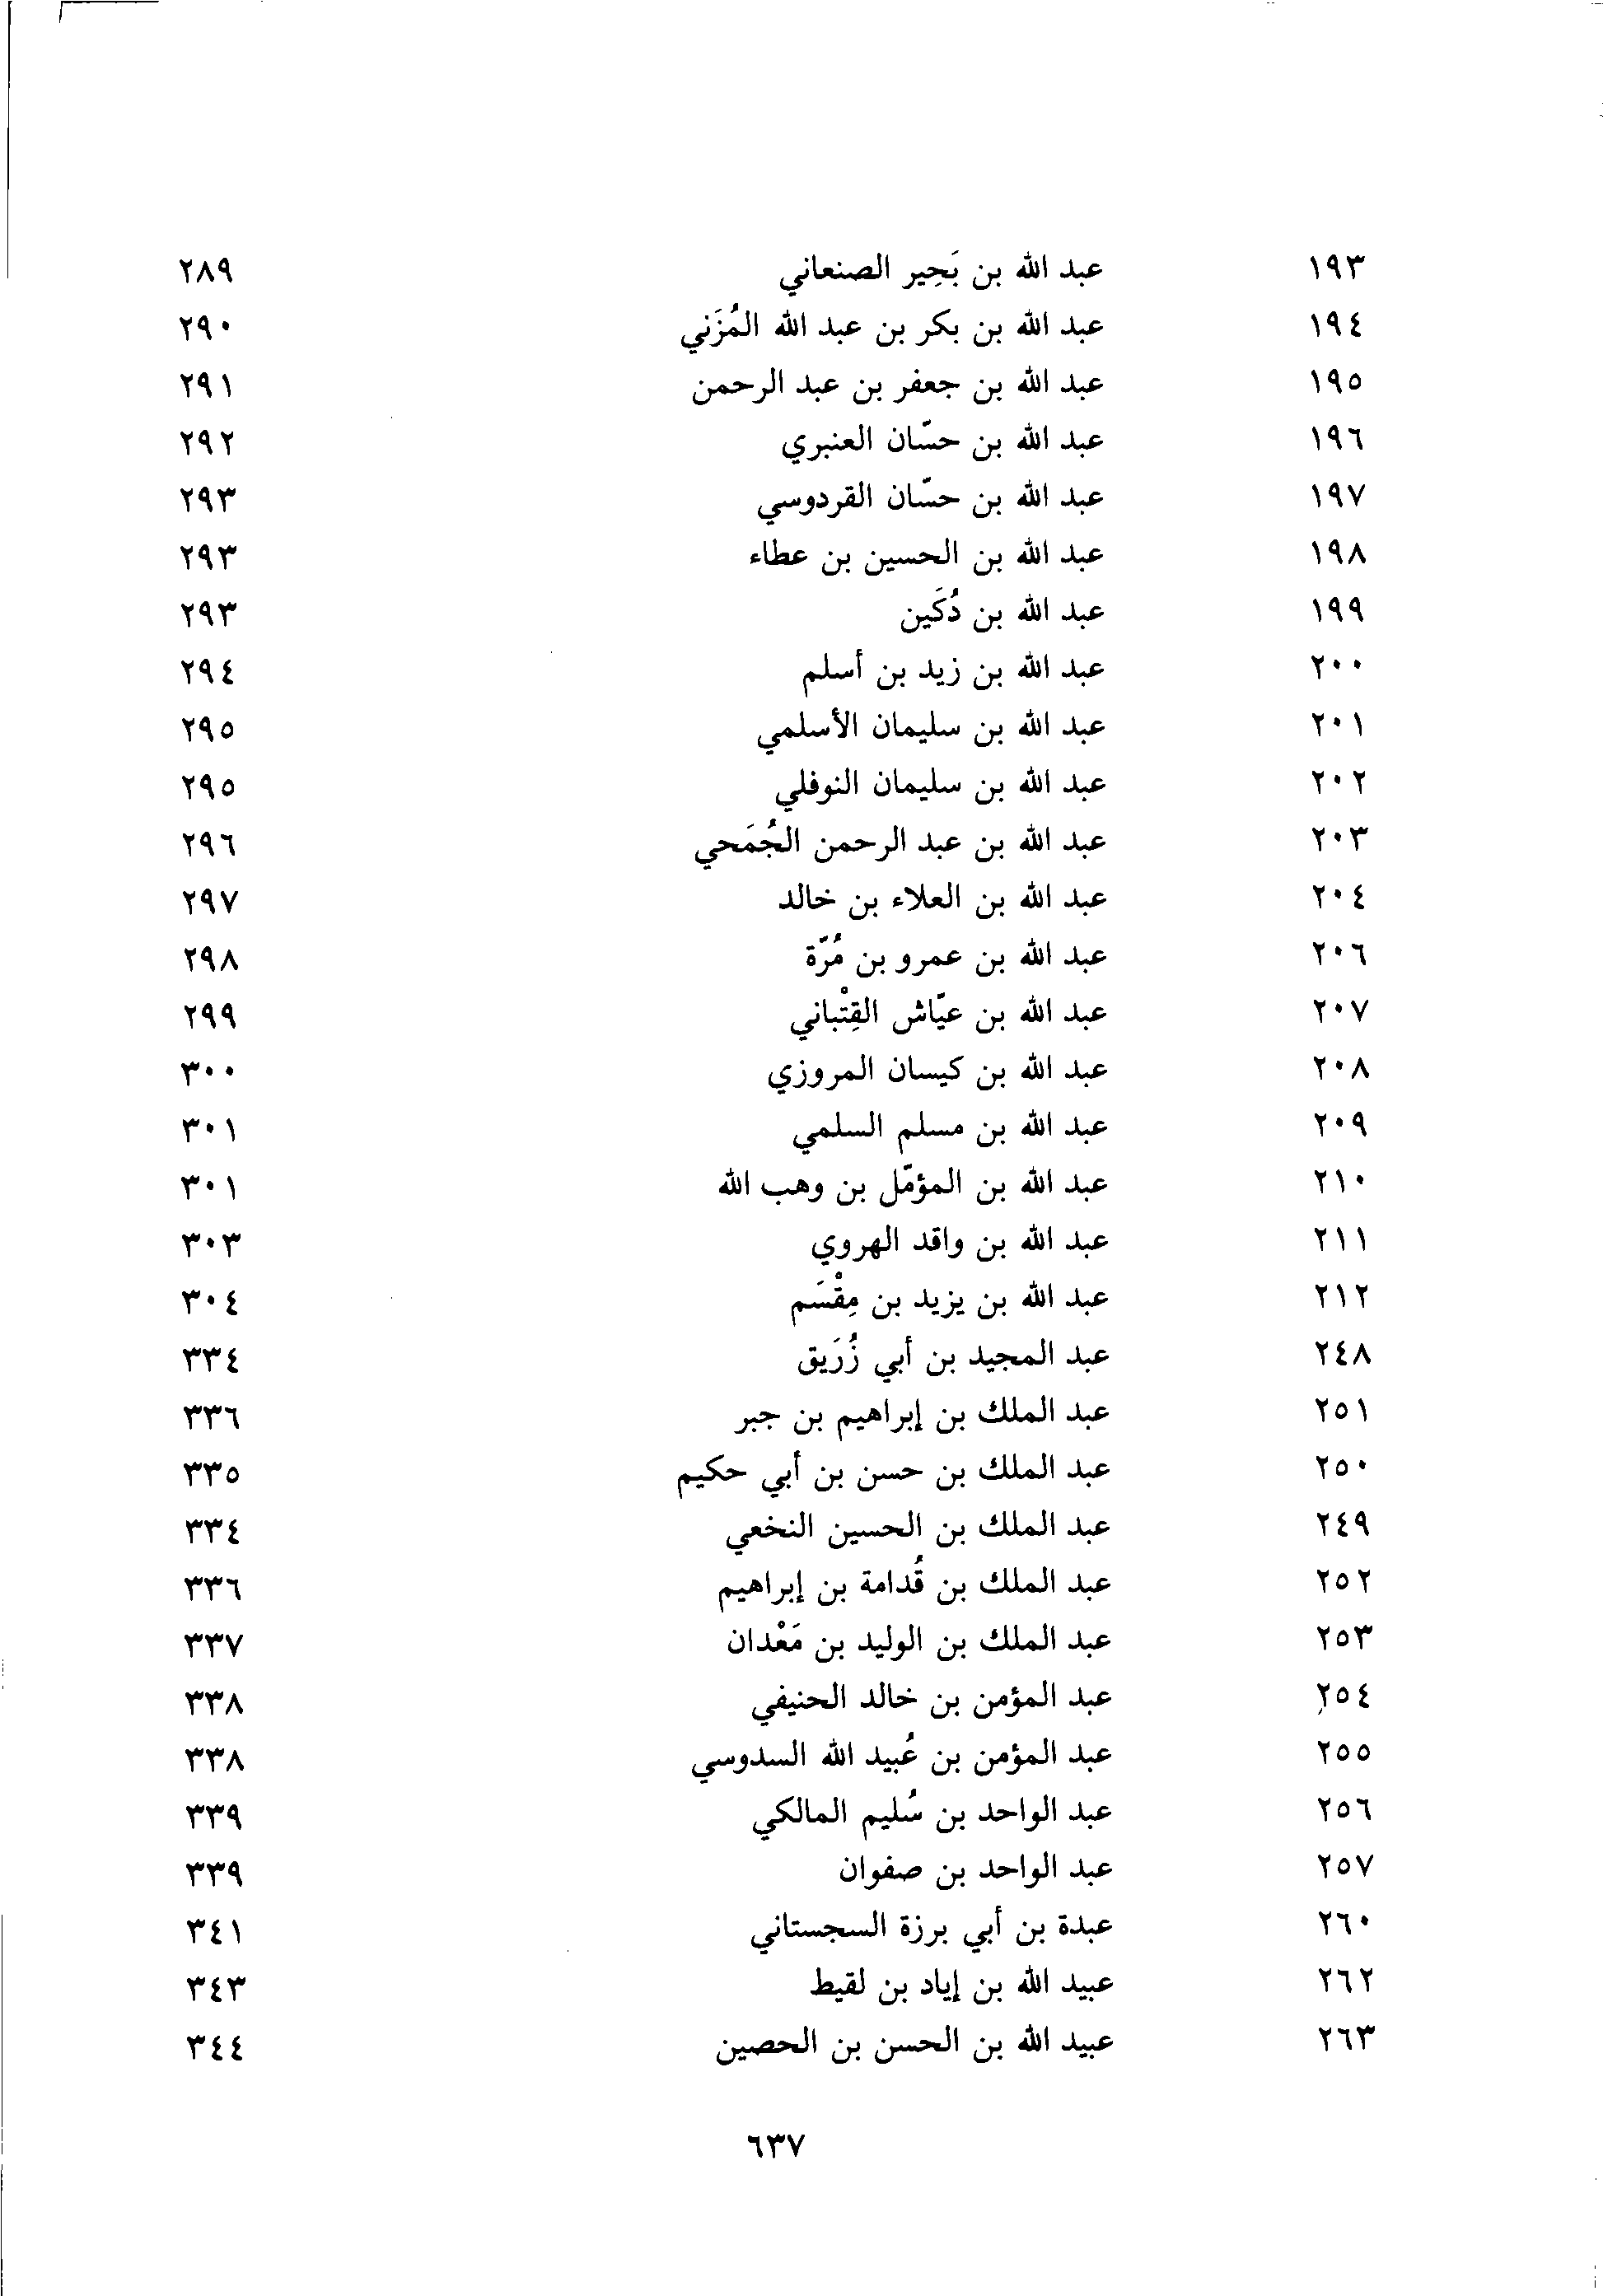 ١٩٣ عبد الله بن بَحِير الصنعاني ٢٨٩
١٩٤ عبد الله بن بكر بن عبد الله المُزَني ٢٩٠
١٩٥ عبد الله بن جعفر بن عبد الرحمن ٢٩١
١٩٦ عبد الله بن حسّان العنبري ٢٩٢
١٩٧ عبد الله بن حسّان القردوسي ٢٩٣
١٩٨ عبد الله بن الحسين بن عطاء ٢٩٣
١٩٩ عبد الله بن دُكَين ٢٩٣
٢٠٠ عبد الله بن زيد بن أسلم ٢٩٤
٢٠١ عبد الله بن سليمان الأسلمي ٢٩٥
٢٠٢ عبد الله بن سليمان النوفلي ٢٩٥
٢٠٣ عبد الله بن عبد الرحمن الجُمَحي ٢٩٦
٢٠٤ عبد الله بن العلاء بن خالد ٢٩٧
٢٠٦ عبد الله بن عمرو بن مُرّة ٢٩٨
٢٠٧ عبد الله بن عيّاش القِتْباني ٢٩٩
٢٠٨ عبد الله بن كيسان المروزي ٣٠٠
٢٠٩ عبد الله بن مسلم السلمي ٣٠١
٢١٠ عبد الله بن المؤمّل بن وهب الله ٣٠١
٢١١ عبد الله بن واقد الهروي ٣٠٣
٢١٢ عبد الله بن يزيد بن مِقْسَم ٣٠٤
٢٤٨ عبد المجيد بن أبي زُرَيق ٣٣٤
٢٥١ عبد الملك بن إبراهيم بن جبر ٣٣٦
٢٥٠ عبد الملك بن حسن بن أبي حكيم ٣٣٥
٢٤٩ عبد الملك بن الحسين النخعي ٣٣٤
٢٥٢ عبد الملك بن قُدامة بن إبراهيم ٣٣٦
٢٥٣ عبد الملك بن الوليد بن مَعْدان ٣٣٧
٢٥٤ عبد المؤمن بن خالد الحنيفي ٣٣٨
٢٥٥ عبد المؤمن بن عُبيد الله السدوسي ٣٣٨
٢٥٦ عبد الواحد بن سُليم المالكي ٣٣٩
٢٥٧ عبد الواحد بن صفوان ٣٣٩
٢٦٠ عبدة بن أبي برزة السجستاني ٣٤١
٢٦٢ عبيد الله بن إياد بن لقيط ٣٤٣
٢٦٣ عبيد الله بن الحسن بن الحصين ٣٤٤
٦٣٧